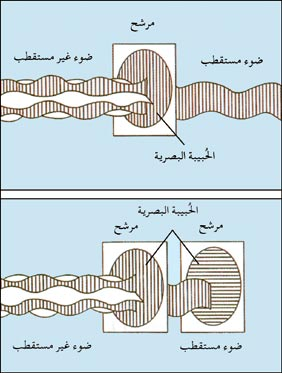 مرشح
ضوء غير مستقطب
ضوء مستقطب
الحُبيبة البصرية
الحُبيبة البصرية
مرشح
مرشح
ضوء مستقطب
ضوء غير مستقطب